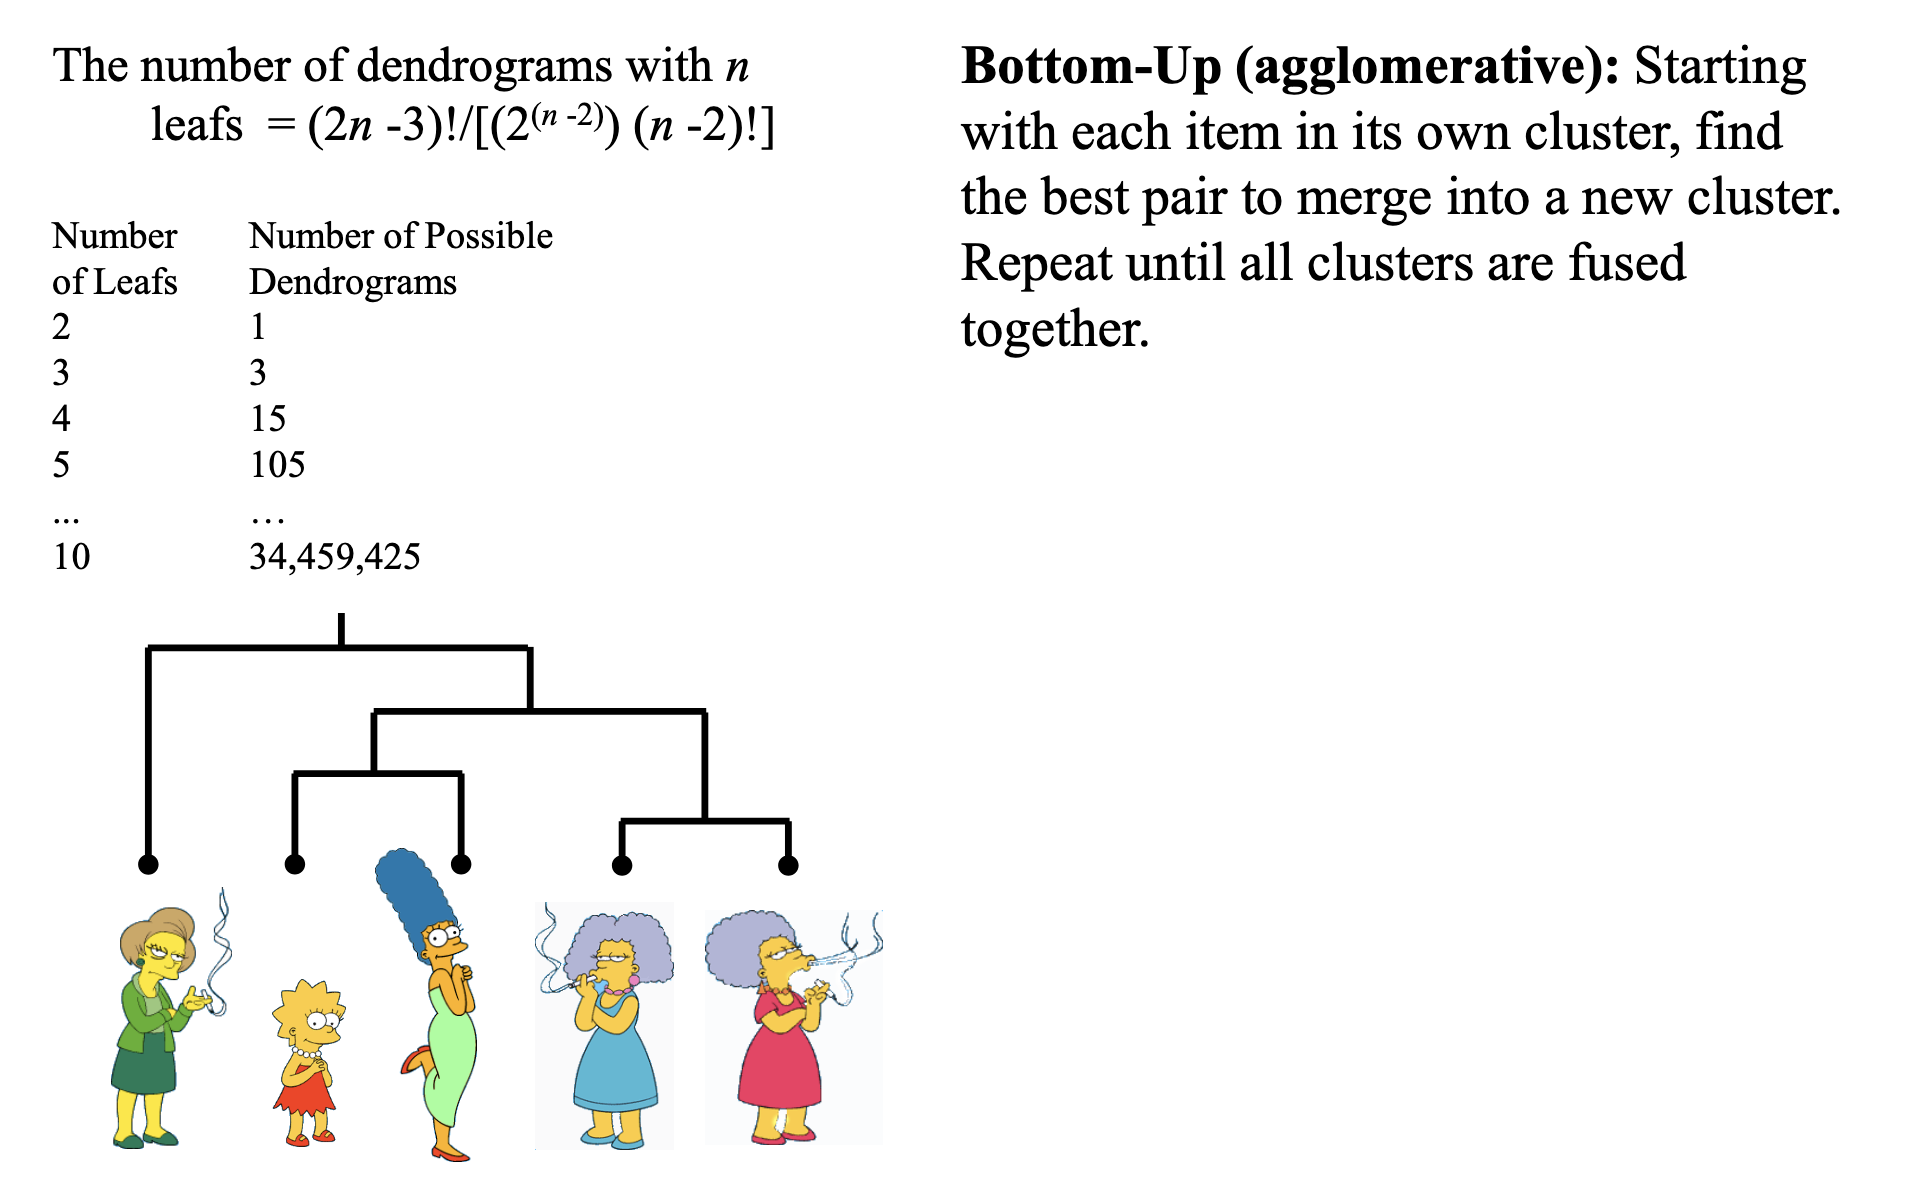 The number of dendrograms with n
leafs = (2n -3)!/[(2⁽ⁿ ⁻²⁾) (n -2)!]
Number Number of Possible
of Leafs Dendrograms
2 1
3 3
4 15
5 105
... …
10 34,459,425
Bottom-Up (agglomerative): Starting
with each item in its own cluster, find
the best pair to merge into a new cluster.
Repeat until all clusters are fused
together.